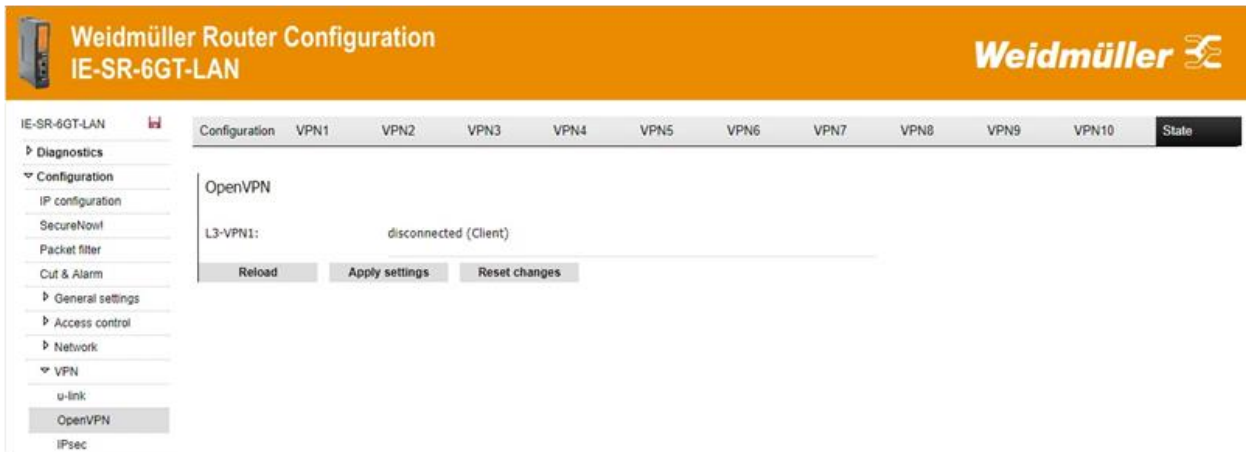 Weidmüller Router Configuration
IE-SR-6GT-LAN
Weidmüller
IE-SR-6GT-LAN
Diagnostics
Configuration
IP configuration
SecureNow!
Packet filter
Cut & Alarm
General settings
Access control
Network
VPN
u-link
OpenVPN
IPsec
Configuration VPN1 VPN2 VPN3 VPN4 VPN5 VPN6 VPN7 VPN8 VPN9 VPN10 State
OpenVPN
L3-VPN1: disconnected (Client)
Reload Apply settings Reset changes